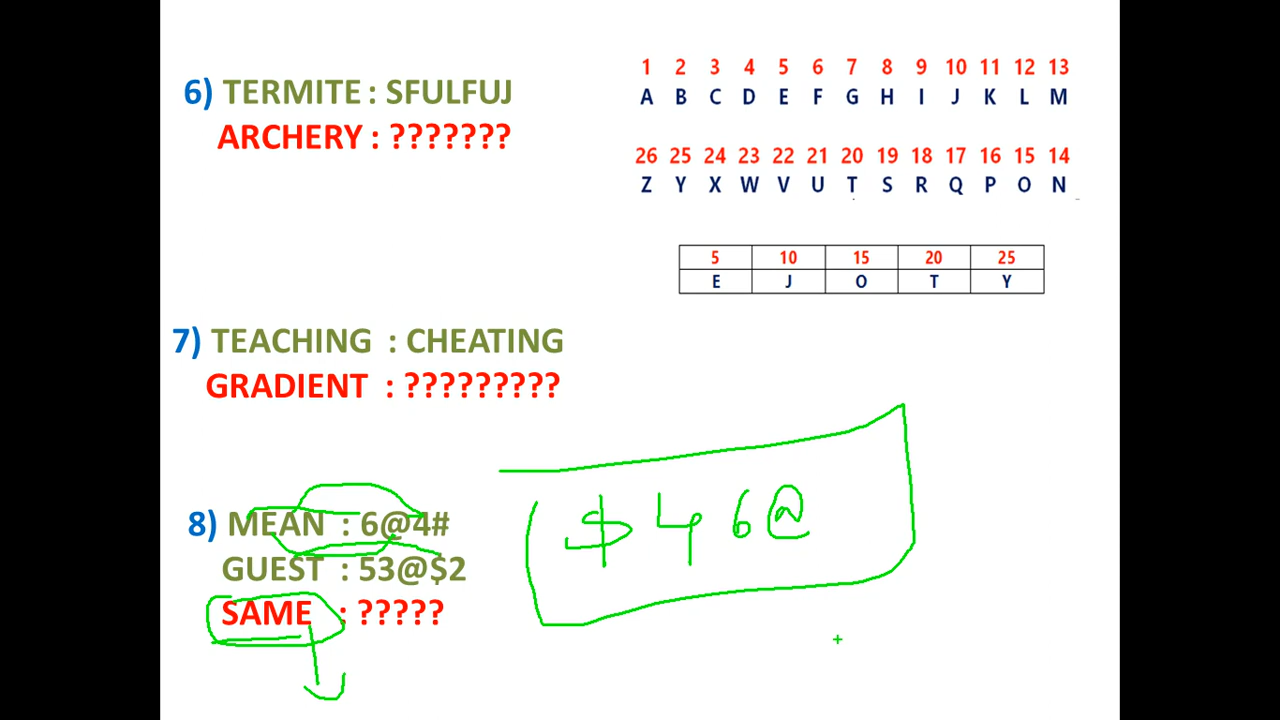 6) TERMITE : SFULFUJ
ARCHERY : ???????
1 2 3 4 5 6 7 8 9 10 11 12 13
A B C D E F G H I J K L M
26 25 24 23 22 21 20 19 18 17 16 15 14
Z Y X W V U T S R Q P O N
5 10 15 20 25
E J O T Y
7) TEACHING : CHEATING
GRADIENT : ?????????
8) MEAN : 6@4#
GUEST : 53@$2
SAME : ?????
$46@